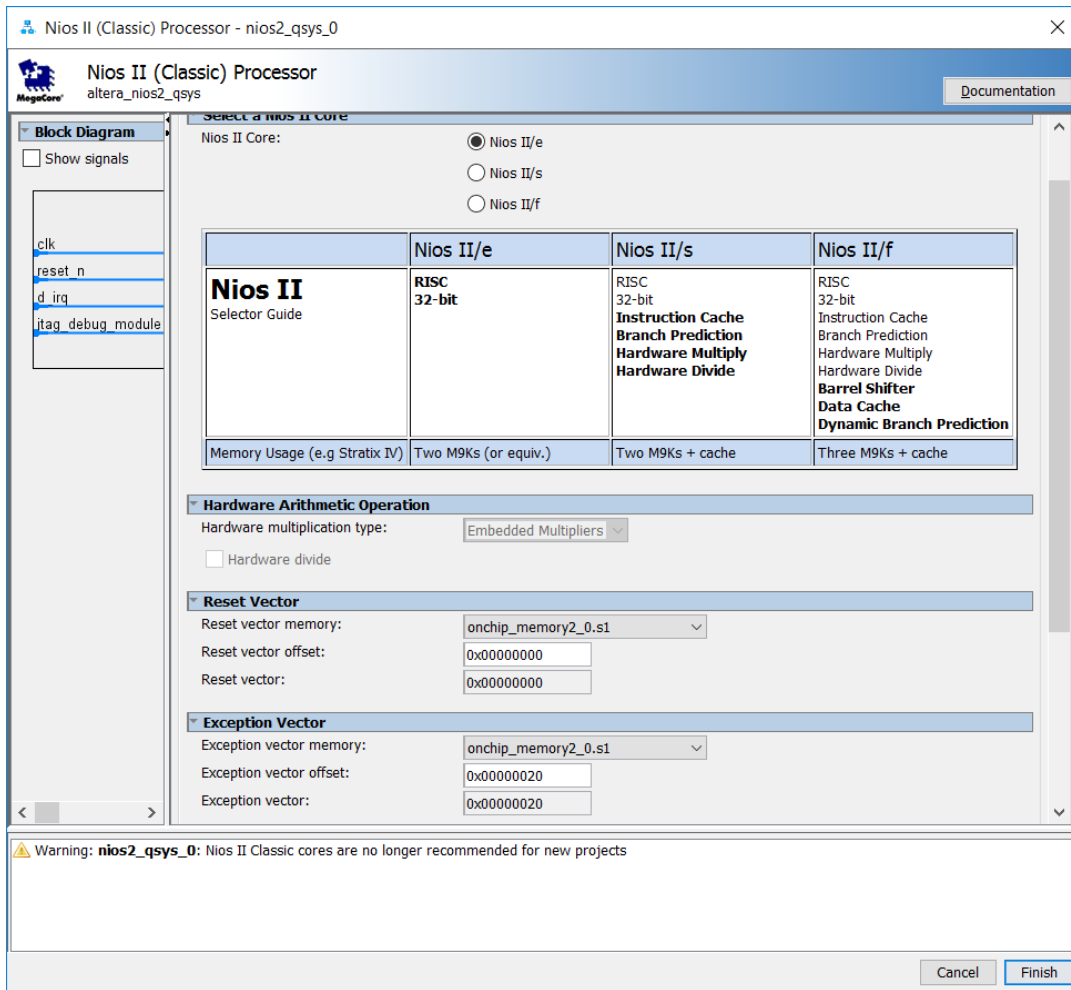 Nios II (Classic) Processor - nios2_qsys_0
Nios II (Classic) Processor
altera_nios2_qsys
MegaCore®
Documentation
Block Diagram
Show signals
clk
reset_n
d_irq
jtag_debug_module
Select a Nios II Core
Nios II Core:
Nios II/e
Nios II/s
Nios II/f
Nios II/e Nios II/s Nios II/f
Nios II
Selector Guide
RISC
32-bit
RISC
32-bit
Instruction Cache
Branch Prediction
Hardware Multiply
Hardware Divide
RISC
32-bit
Instruction Cache
Branch Prediction
Hardware Multiply
Hardware Divide
Barrel Shifter
Data Cache
Dynamic Branch Prediction
Memory Usage (e.g Stratix IV) Two M9Ks (or equiv.) Two M9Ks + cache Three M9Ks + cache
Hardware Arithmetic Operation
Hardware multiplication type: Embedded Multipliers
Hardware divide
Reset Vector
Reset vector memory: onchip_memory2_0.s1
Reset vector offset: 0x00000000
Reset vector: 0x00000000
Exception Vector
Exception vector memory: onchip_memory2_0.s1
Exception vector offset: 0x00000020
Exception vector: 0x00000020
Warning: nios2_qsys_0: Nios II Classic cores are no longer recommended for new projects
Cancel Finish